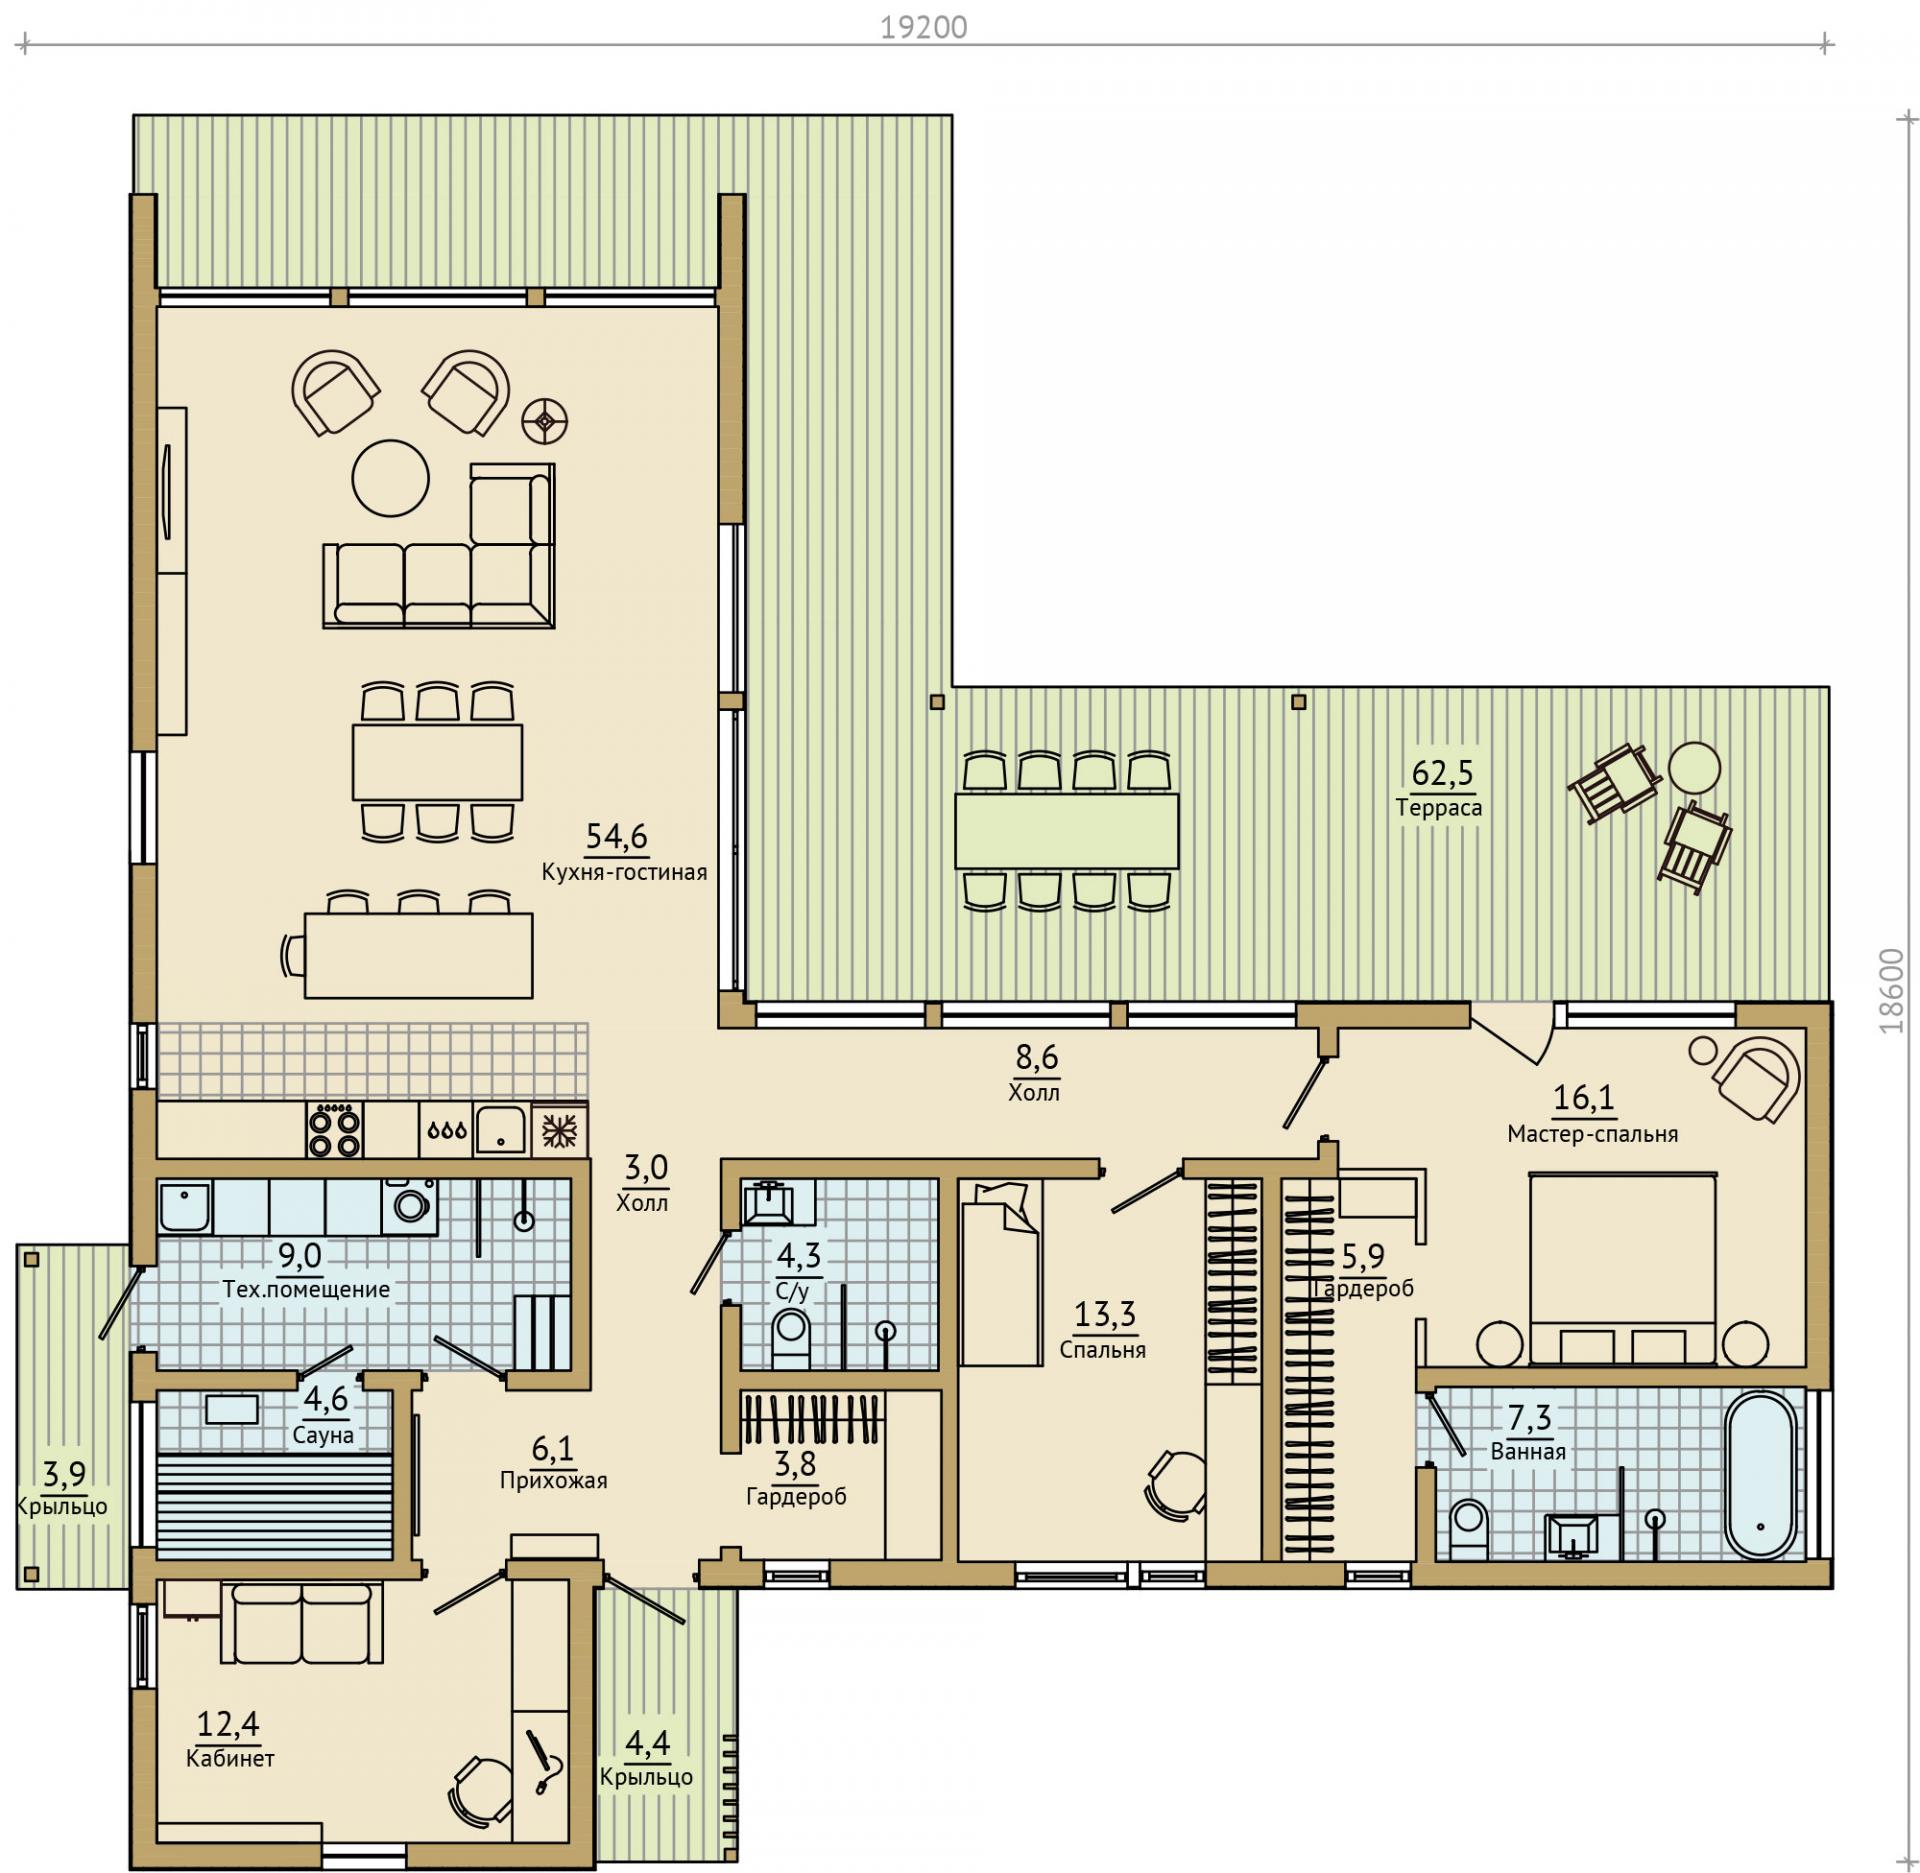 19200
18600
62,5
Терраса
54,6
Кухня-гостиная
8,6
Холл
16,1
Мастер-спальня
3,0
Холл
9,0
Тех.помещение
4,3
С/у
5,9
Гардероб
13,3
Спальня
4,6
Сауна
7,3
Ванная
6,1
Прихожая
3,8
Гардероб
3,9
Крыльцо
12,4
Кабинет
4,4
Крыльцо